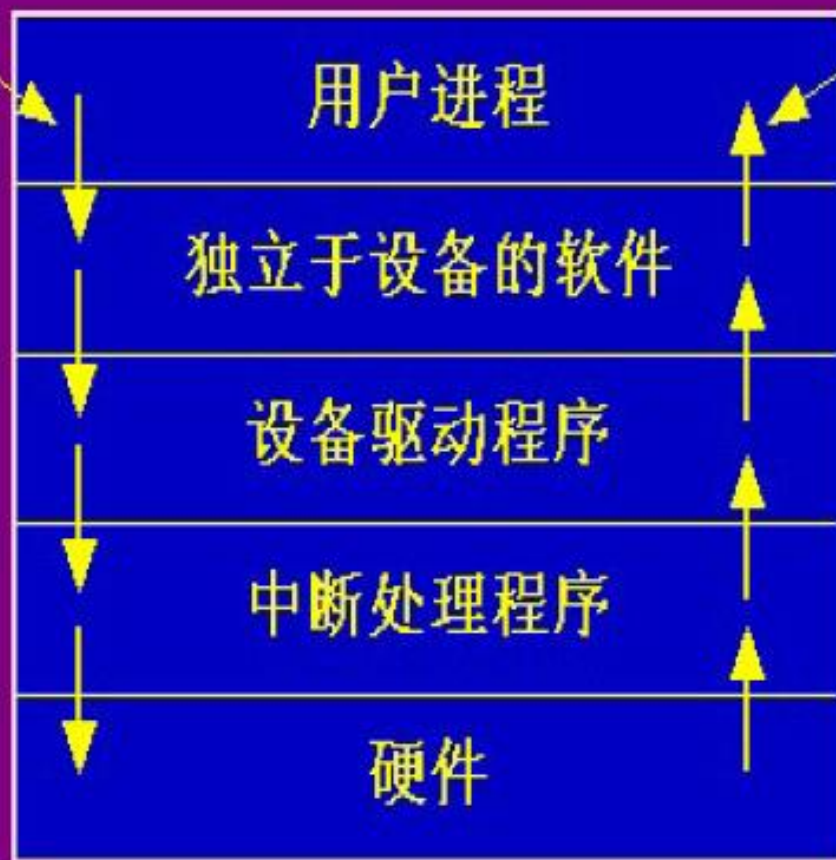 用户进程
独立于设备的软件
设备驱动程序
中断处理程序
硬件